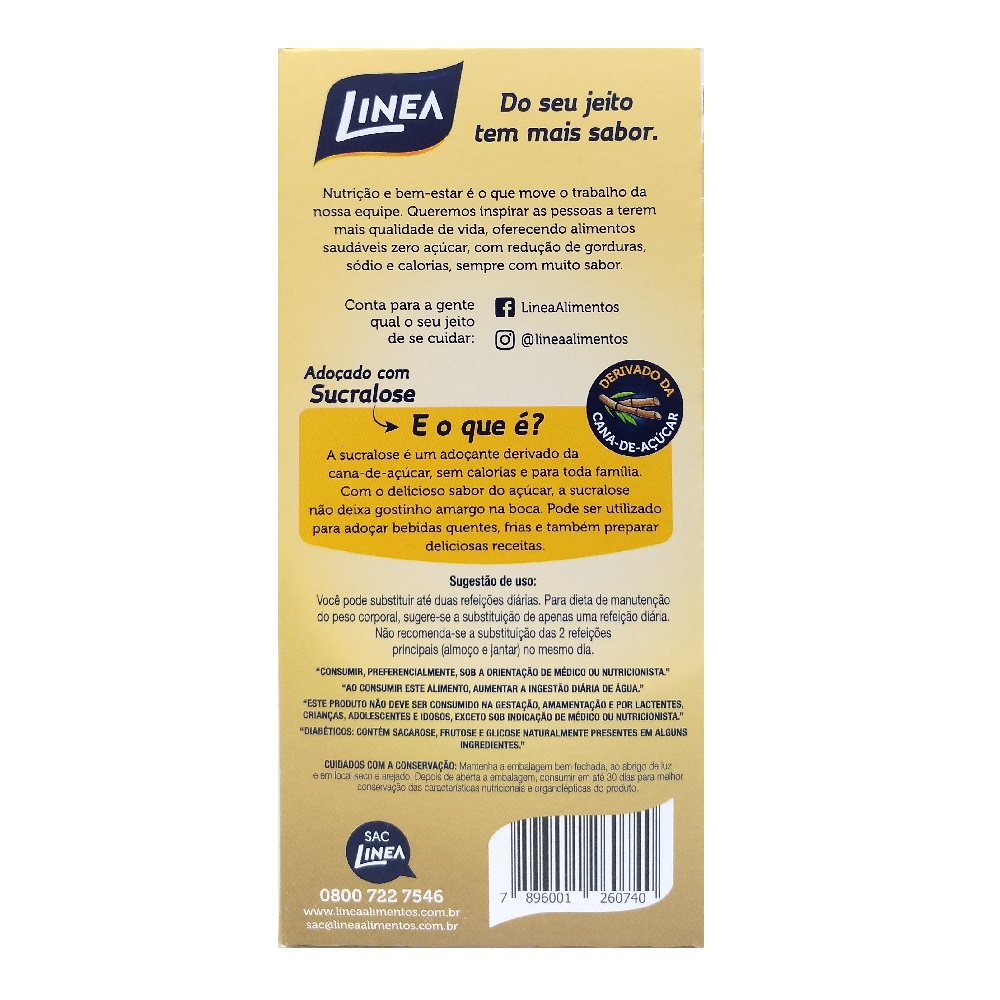 LINEA
Do seu jeito
tem mais sabor.
Nutrição e bem-estar é o que move o trabalho da
nossa equipe. Queremos inspirar as pessoas a terem
mais qualidade de vida, oferecendo alimentos
saudáveis zero açúcar, com redução de gorduras,
sódio e calorias, sempre com muito sabor.
Conta para a gente
qual o seu jeito
de se cuidar:
LineaAlimentos
@lineaalimentos
Adoçado com
Sucralose
DERIVADO DA
CANA-DE-AÇÚCAR
E o que é?
A sucralose é um adoçante derivado da
cana-de-açúcar, sem calorias e para toda família.
Com o delicioso sabor do açúcar, a sucralose
não deixa gostinho amargo na boca. Pode ser utilizado
para adoçar bebidas quentes, frias e também preparar
deliciosas receitas.
Sugestão de uso:
Você pode substituir até duas refeições diárias. Para dieta de manutenção
do peso corporal, sugere-se a substituição de apenas uma refeição diária.
Não recomenda-se a substituição das 2 refeições
principais (almoço e jantar) no mesmo dia.
"CONSUMIR, PREFERENCIALMENTE, SOB A ORIENTAÇÃO DE MÉDICO OU NUTRICIONISTA."
"AO CONSUMIR ESTE ALIMENTO, AUMENTAR A INGESTÃO DIÁRIA DE ÁGUA."
"ESTE PRODUTO NÃO DEVE SER CONSUMIDO NA GESTAÇÃO, AMAMENTAÇÃO E POR LACTENTES,
CRIANÇAS, ADOLESCENTES E IDOSOS, EXCETO SOB INDICAÇÃO DE MÉDICO OU NUTRICIONISTA."
"DIABÉTICOS: CONTÉM SACAROSE, FRUTOSE E GLICOSE NATURALMENTE PRESENTES EM ALGUNS
INGREDIENTES."
CUIDADOS COM A CONSERVAÇÃO: Mantenha a embalagem bem fechada, ao abrigo de luz
e em local seco e arejado. Depois de aberta a embalagem, consumir em até 30 dias para melhor
conservação das características nutricionais e organolépticas do produto.
SAC
LINEA
0800 722 7546
www.lineaalimentos.com.br
sac@lineaalimentos.com.br
7 896001 260740